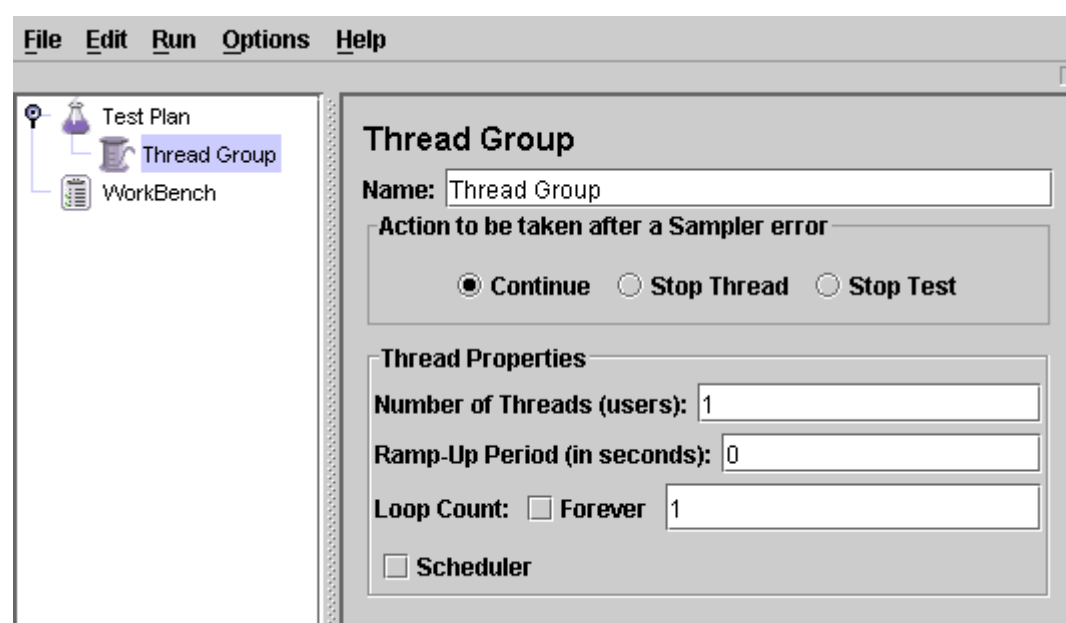 File Edit Run Options Help
Test Plan
Thread Group
WorkBench
Thread Group
Name: Thread Group
Action to be taken after a Sampler error
Continue Stop Thread Stop Test
Thread Properties
Number of Threads (users): 1
Ramp-Up Period (in seconds): 0
Loop Count: Forever 1
Scheduler